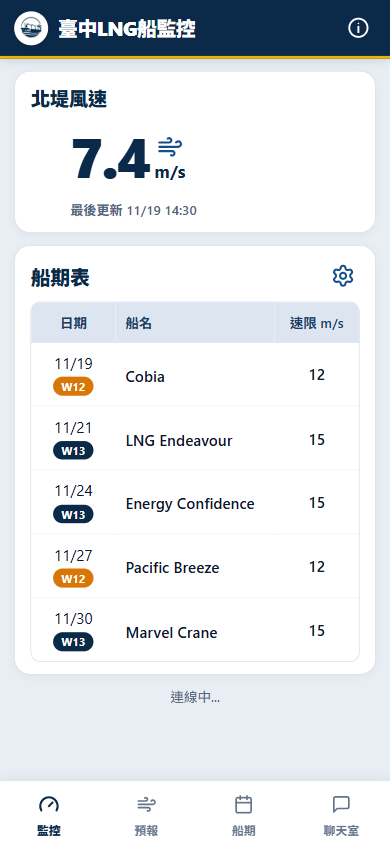 臺中LNG船監控
北堤風速
7.4 m/s
最後更新 11/19 14:30
船期表
日期 船名 速限 m/s
11/19
W12 Cobia 12
11/21
W13 LNG Endeavour 15
11/24
W13 Energy Confidence 15
11/27
W12 Pacific Breeze 12
11/30
W13 Marvel Crane 15
連線中...
監控 預報 船期 聊天室